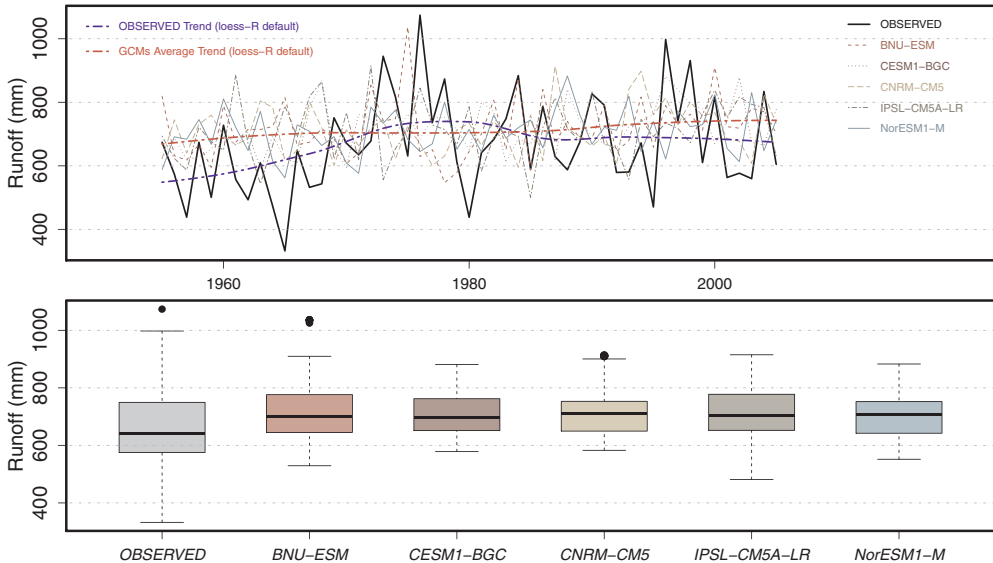 Runoff (mm)
400
600
800
1000
OBSERVED Trend (loess−R default)
GCMs Average Trend (loess−R default)
OBSERVED
BNU−ESM
CESM1−BGC
CNRM−CM5
IPSL−CM5A−LR
NorESM1−M
1960
1980
2000
Runoff (mm)
400
600
800
1000
OBSERVED
BNU−ESM
CESM1−BGC
CNRM−CM5
IPSL−CM5A−LR
NorESM1−M